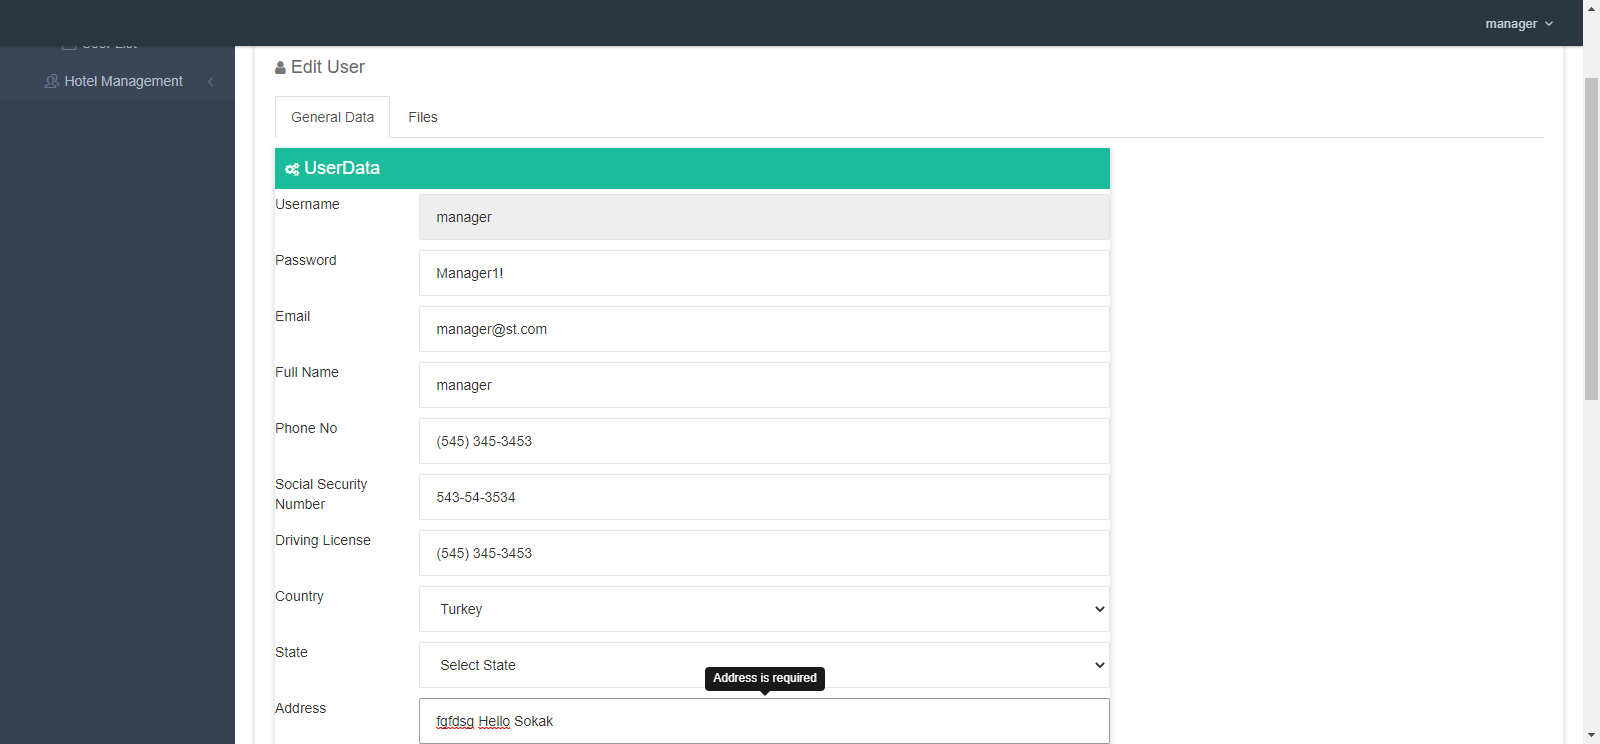 manager
User List
Hotel Management
Edit User
General Data
Files
UserData
Username
manager
Password
Manager1!
Email
manager@st.com
Full Name
manager
Phone No
(545) 345-3453
Social Security
Number
543-54-3534
Driving License
(545) 345-3453
Country
Turkey
State
Select State
Address is required
Address
fgfdsg Hello Sokak